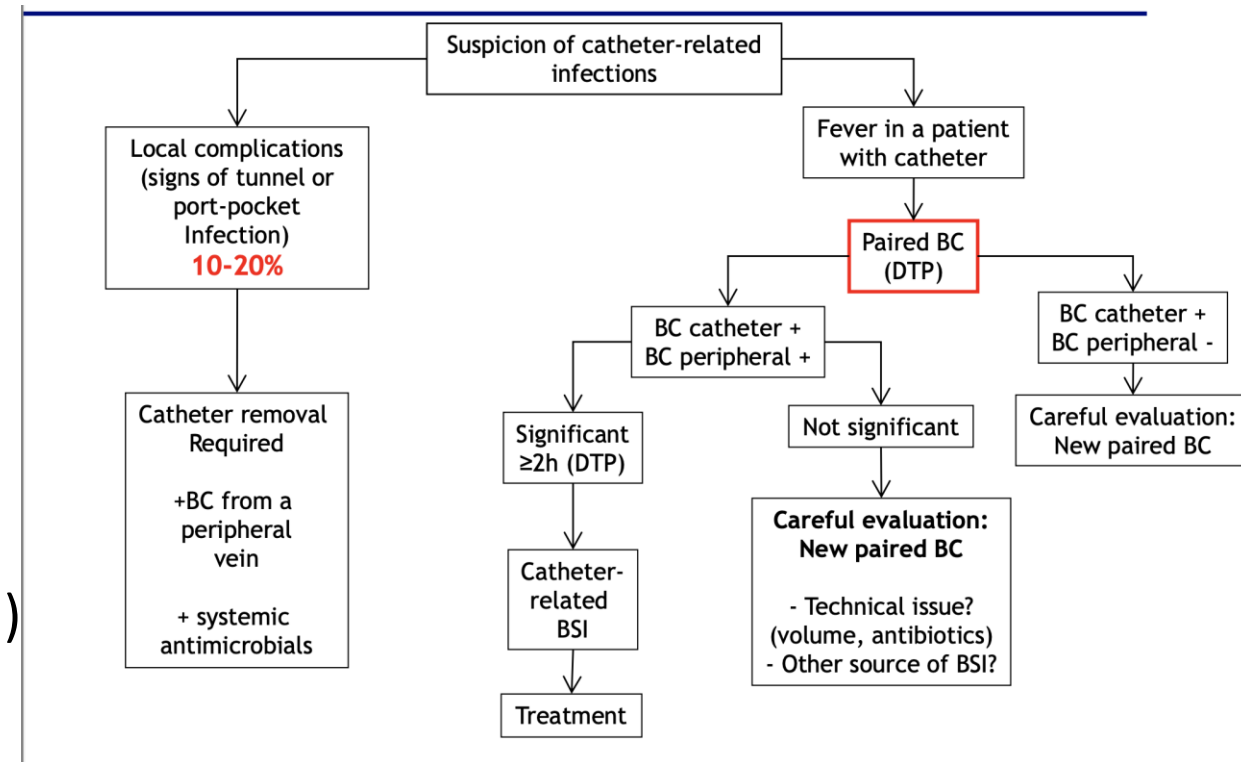 Suspicion of catheter-related
infections
Local complications
(signs of tunnel or
port-pocket
Infection)
10-20%
Catheter removal
Required
+BC from a
peripheral
vein
+ systemic
antimicrobials
Fever in a patient
with catheter
Paired BC
(DTP)
BC catheter +
BC peripheral +
Significant
≥2h (DTP)
Catheter-
related
BSI
Treatment
Not significant
Careful evaluation:
New paired BC
- Technical issue?
(volume, antibiotics)
- Other source of BSI?
BC catheter +
BC peripheral -
Careful evaluation:
New paired BC
)